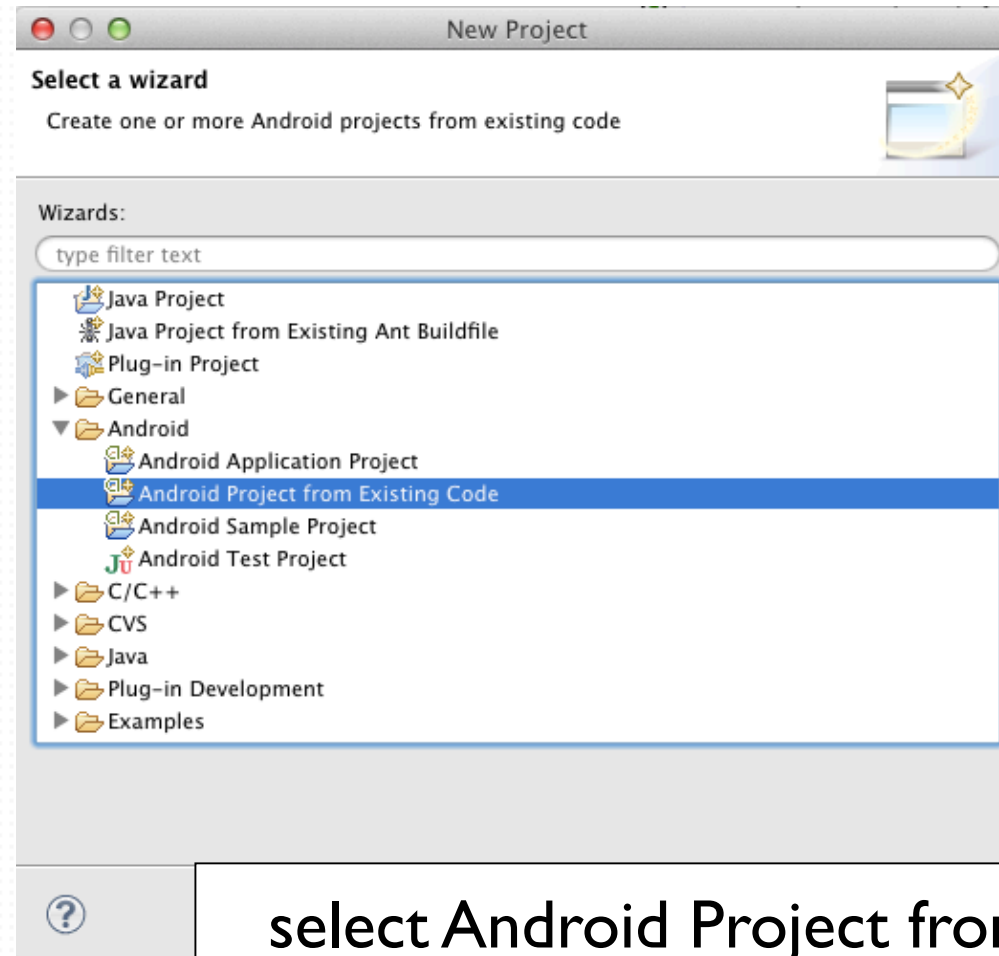 New Project
Select a wizard
Create one or more Android projects from existing code
Wizards:
type filter text
Java Project
Java Project from Existing Ant Buildfile
Plug-in Project
General
Android
Android Application Project
Android Project from Existing Code
Android Sample Project
Android Test Project
C/C++
CVS
Java
Plug-in Development
Examples
?
select Android Project